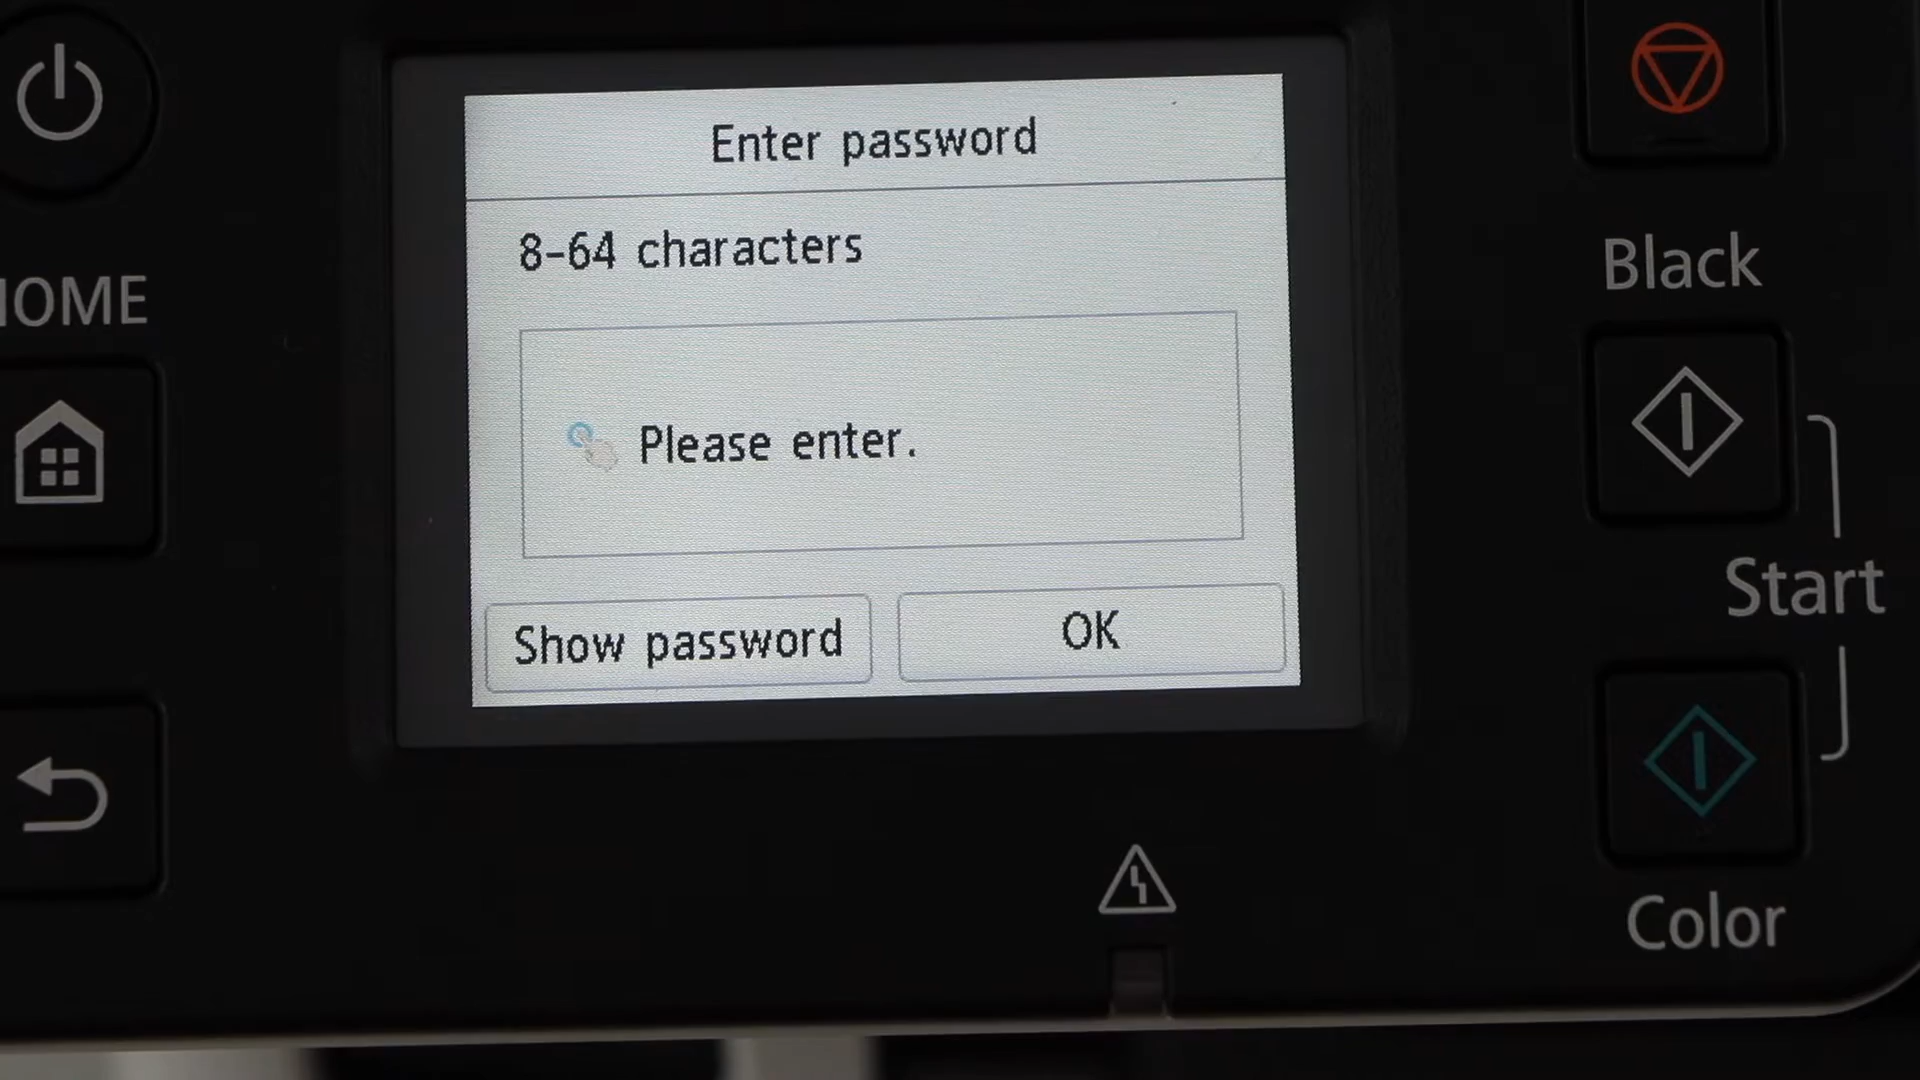 Enter password
8-64 characters
Please enter.
Show password
OK
HOME
Black
Start
Color